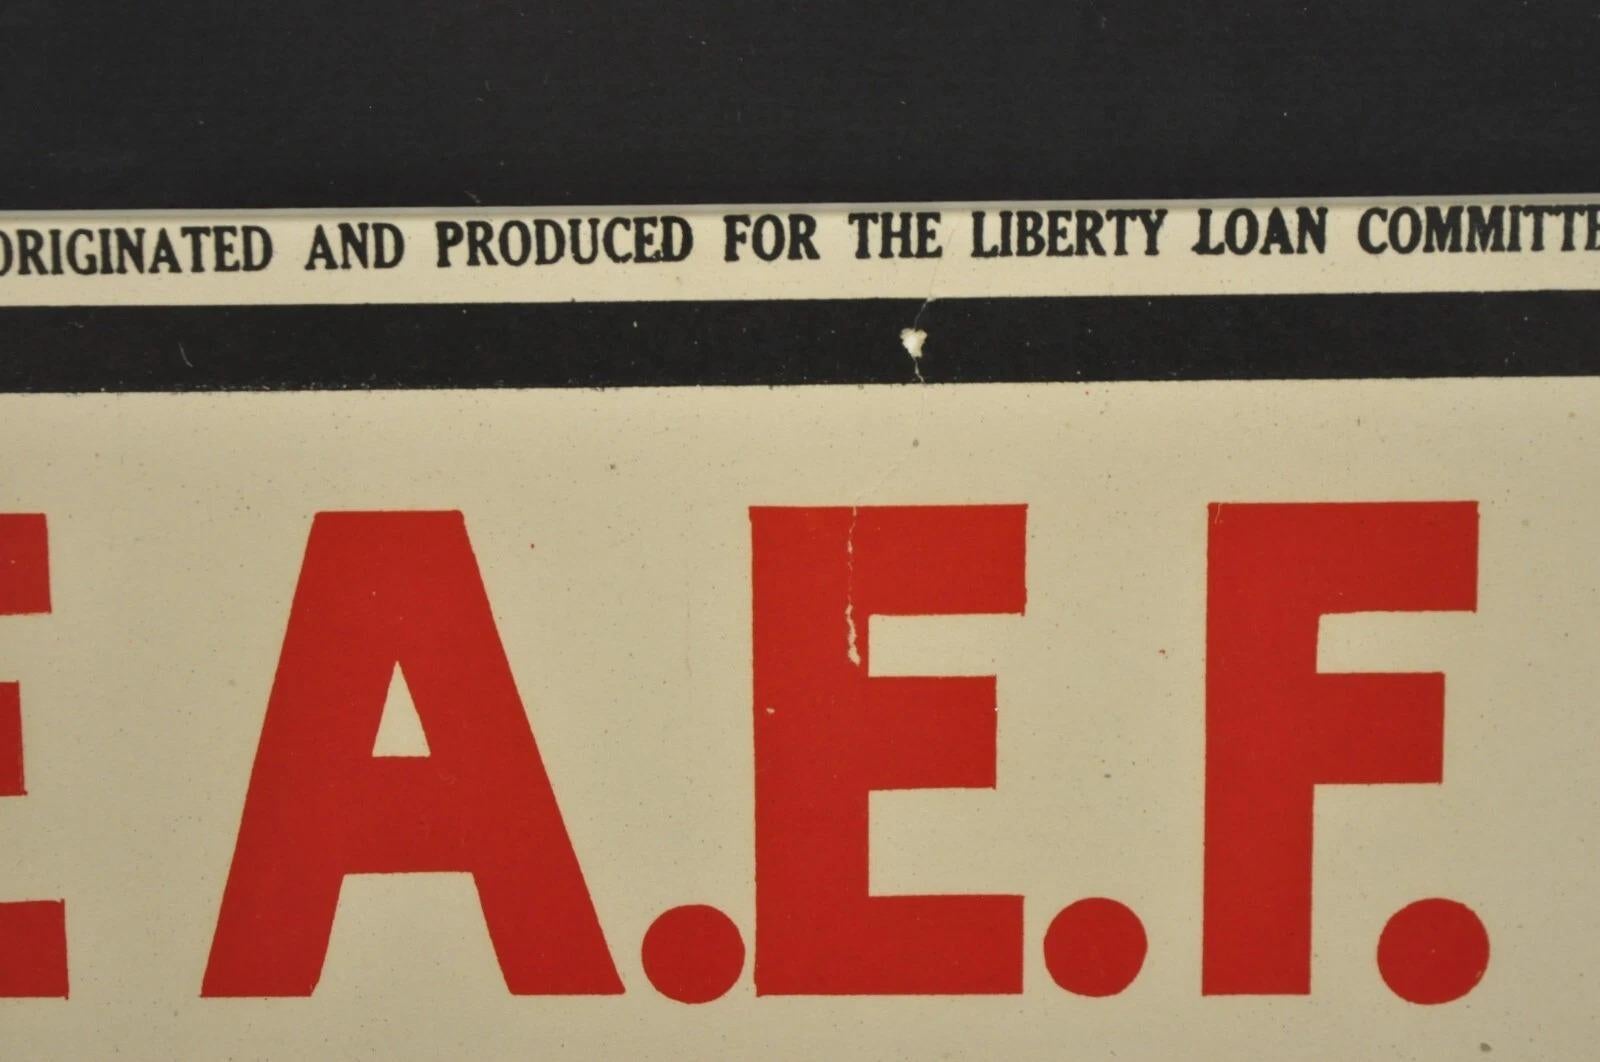 ORIGINATED AND PRODUCED FOR THE LIBERTY LOAN COMMITTE
E A.E.F.